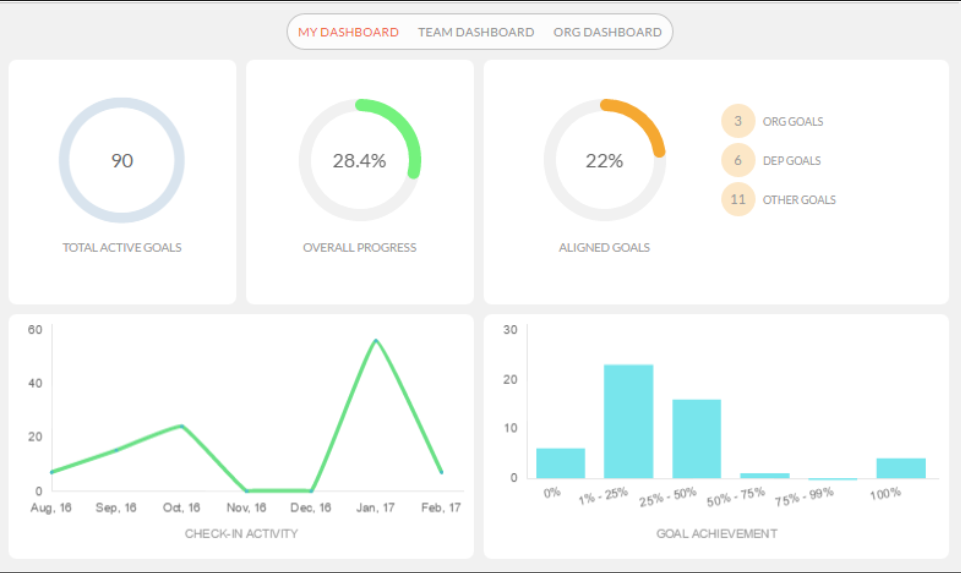 MY DASHBOARD TEAM DASHBOARD ORG DASHBOARD
90
TOTAL ACTIVE GOALS
28.4%
OVERALL PROGRESS
22%
ALIGNED GOALS
3 ORG GOALS
6 DEP GOALS
11 OTHER GOALS
60
40
20
0
Aug, 16 Sep, 16 Oct, 16 Nov, 16 Dec, 16 Jan, 17 Feb, 17
CHECK-IN ACTIVITY
30
20
10
0
0% 1% - 25% 25% - 50% 50% - 75% 75% - 99% 100%
GOAL ACHIEVEMENT